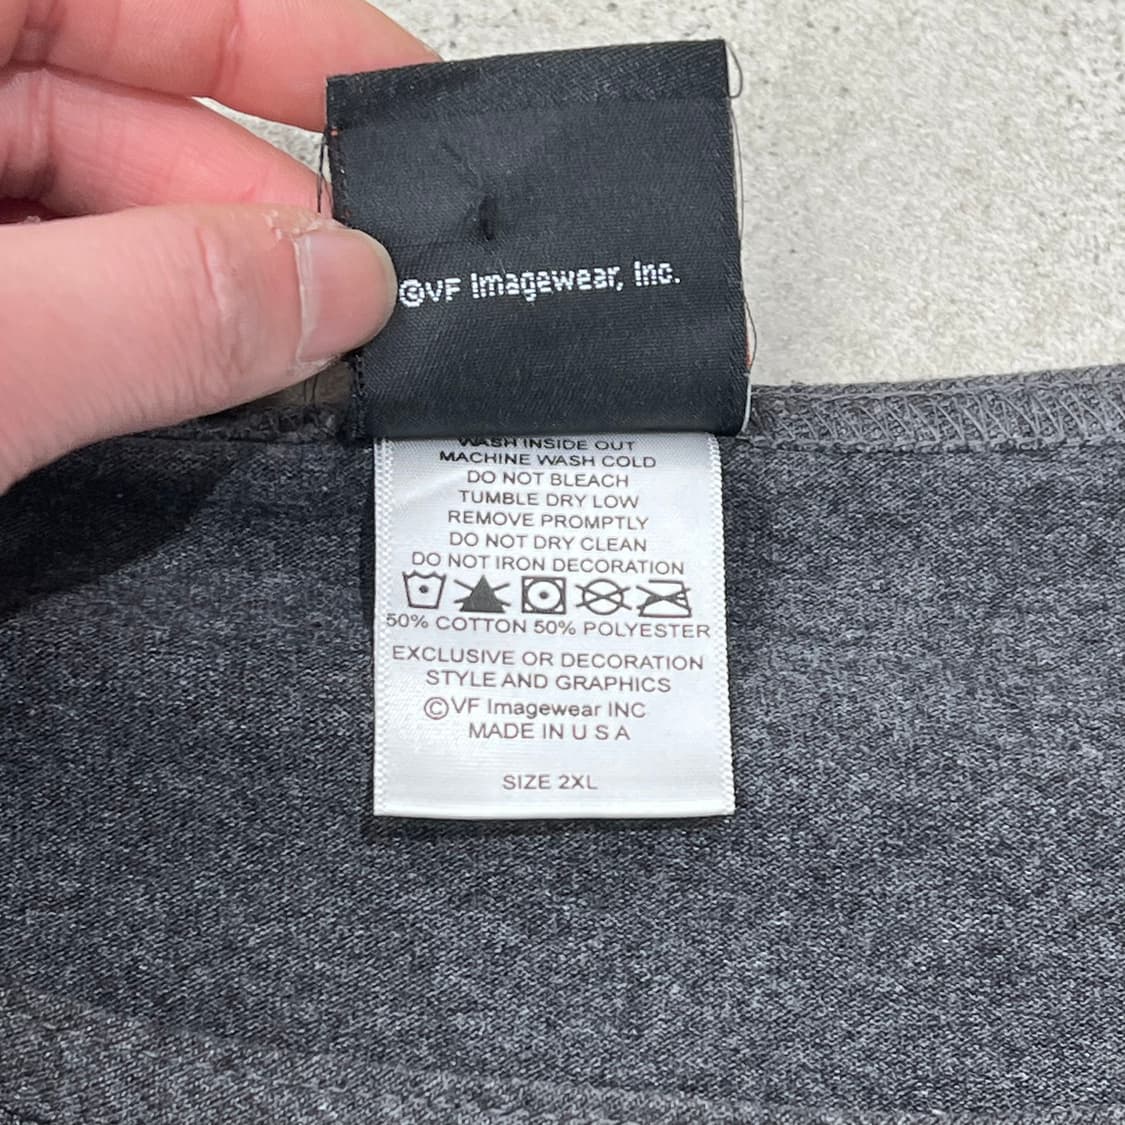 ©VF Imagewear, Inc.
WASH INSIDE OUT
MACHINE WASH COLD
DO NOT BLEACH
TUMBLE DRY LOW
REMOVE PROMPTLY
DO NOT DRY CLEAN
DO NOT IRON DECORATION
50% COTTON 50% POLYESTER
EXCLUSIVE OR DECORATION
STYLE AND GRAPHICS
©VF Imagewear INC
MADE IN U S A
SIZE 2XL